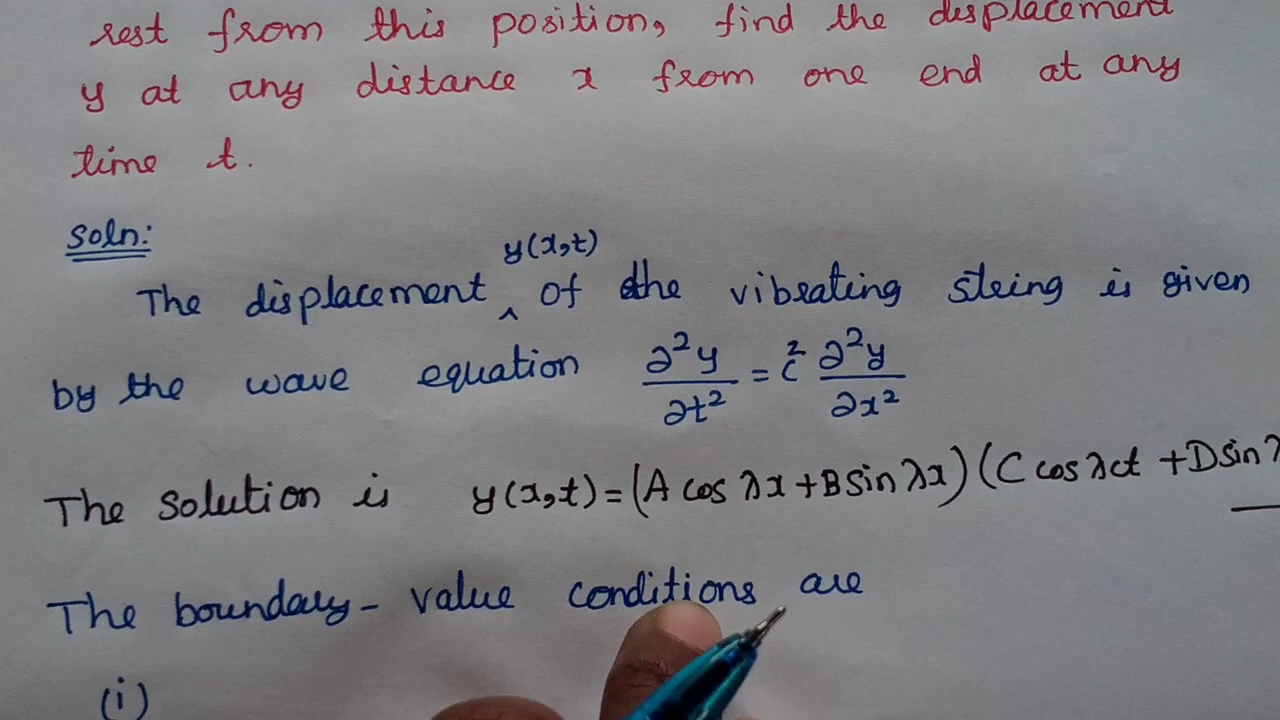 rest from this position, find the displacement
y at any distance x from one end at any
time t.
Soln:
y(x,t)
The displacement ^ of the vibrating string is given
by the wave equation ∂²y/∂t² = c² ∂²y/∂x²
The solution is y(x,t) = (A cos λx + B sin λx) (C cos λct + D sin λ
The boundary-value conditions are
(i)